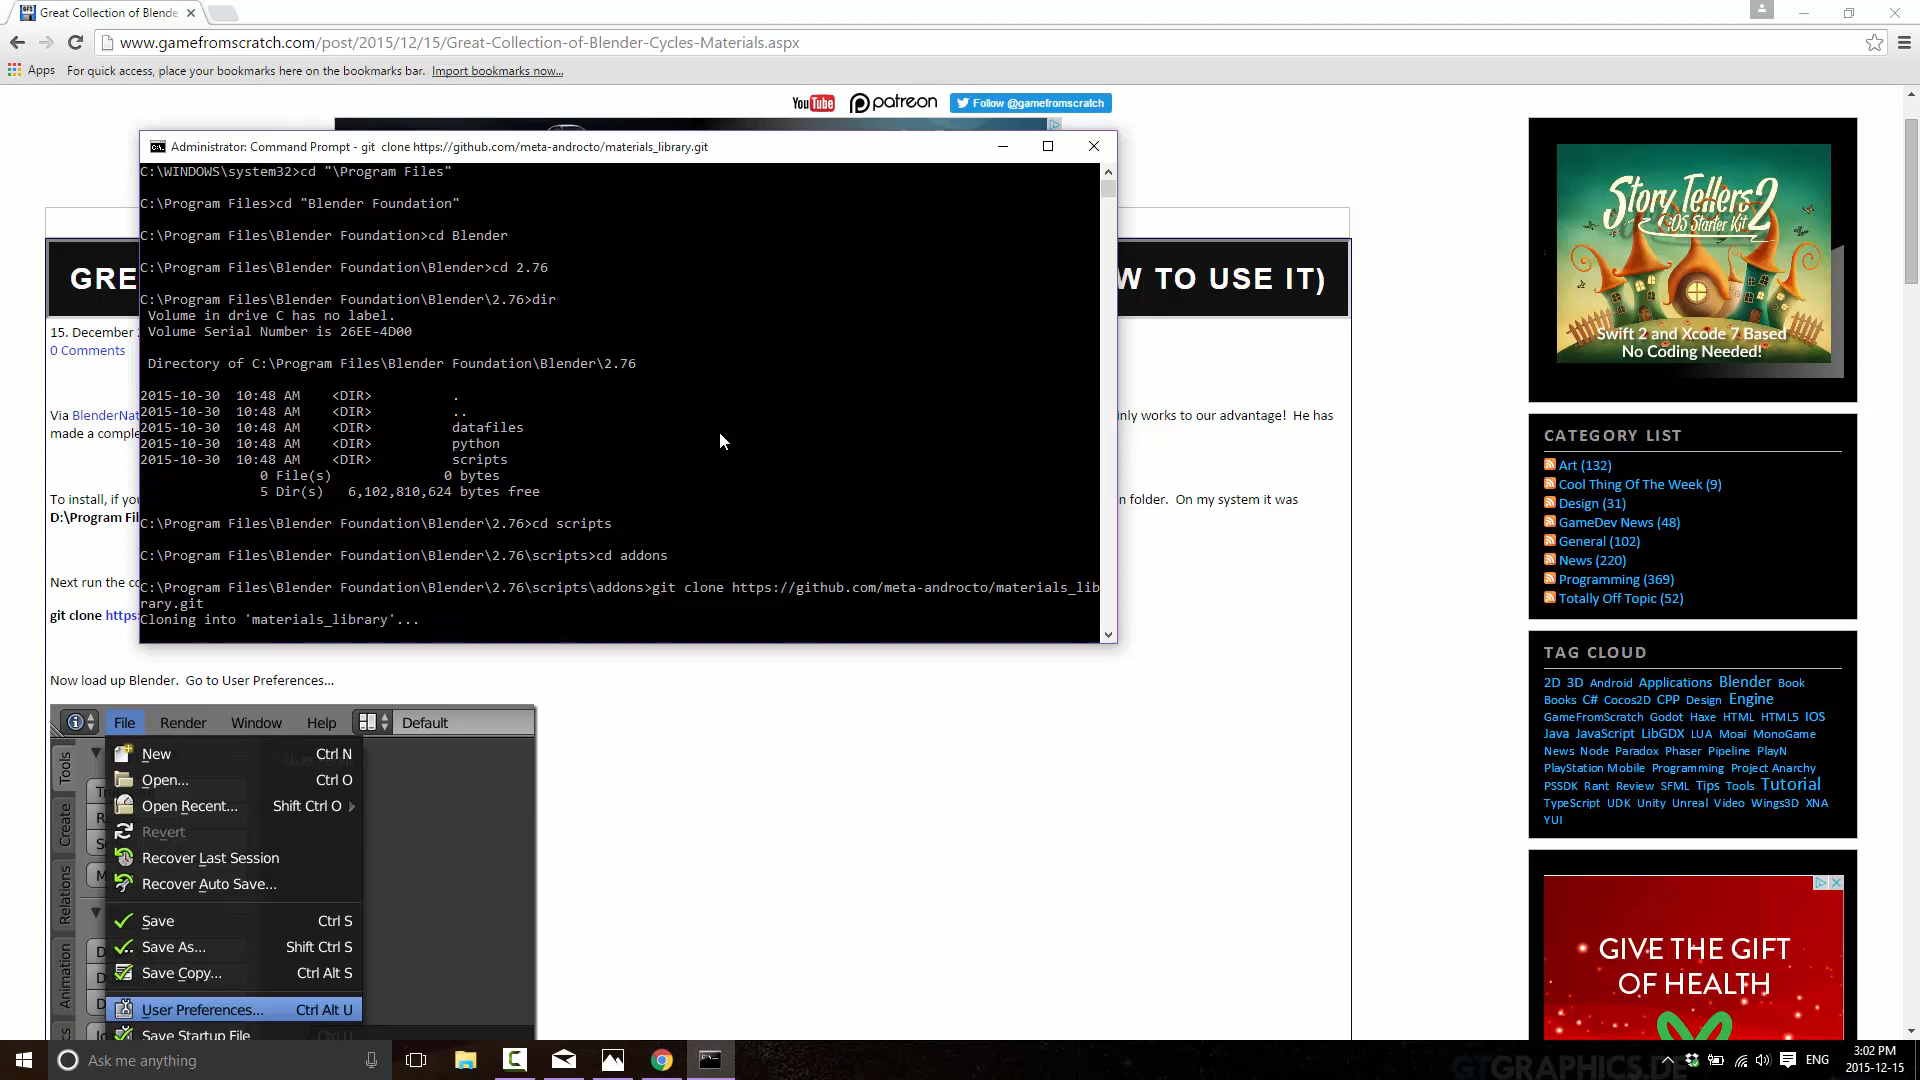 Great Collection of Blende
www.gamefromscratch.com/post/2015/12/15/Great-Collection-of-Blender-Cycles-Materials.aspx
Apps For quick access, place your bookmarks here on the bookmarks bar. Import bookmarks now...
YouTube patreon Follow @gamefromscratch
Administrator: Command Prompt - git clone https://github.com/meta-androcto/materials_library.git
C:\WINDOWS\system32>cd "\Program Files"
C:\Program Files>cd "Blender Foundation"
C:\Program Files\Blender Foundation>cd Blender
C:\Program Files\Blender Foundation\Blender>cd 2.76
C:\Program Files\Blender Foundation\Blender\2.76>dir
Volume in drive C has no label.
Volume Serial Number is 26EE-4D00
Directory of C:\Program Files\Blender Foundation\Blender\2.76
2015-10-30 10:48 AM <DIR> .
2015-10-30 10:48 AM <DIR> ..
2015-10-30 10:48 AM <DIR> datafiles
2015-10-30 10:48 AM <DIR> python
2015-10-30 10:48 AM <DIR> scripts
0 File(s) 0 bytes
5 Dir(s) 6,102,810,624 bytes free
C:\Program Files\Blender Foundation\Blender\2.76>cd scripts
C:\Program Files\Blender Foundation\Blender\2.76\scripts>cd addons
C:\Program Files\Blender Foundation\Blender\2.76\scripts\addons>git clone https://github.com/meta-androcto/materials_lib
rary.git
Cloning into 'materials_library'...
GRE
W TO USE IT)
15. December
0 Comments
Via BlenderNat
inly works to our advantage! He has
made a comple
To install, if you
n folder. On my system it was
D:\Program Fil
Next run the co
git clone https:
Now load up Blender. Go to User Preferences...
File Render Window Help Default
Tools
Create
Relations
Animation
New Ctrl N
Open... Ctrl O
Open Recent... Shift Ctrl O
Revert
Recover Last Session
Recover Auto Save...
Save Ctrl S
Save As... Shift Ctrl S
Save Copy... Ctrl Alt S
User Preferences... Ctrl Alt U
Save Startup File Ctrl U
Story Tellers 2
iOS Starter Kit
Swift 2 and Xcode 7 Based
No Coding Needed!
CATEGORY LIST
Art (132)
Cool Thing Of The Week (9)
Design (31)
GameDev News (48)
General (102)
News (220)
Programming (369)
Totally Off Topic (52)
TAG CLOUD
2D 3D Android Applications Blender Book
Books C# Cocos2D CPP Design Engine
GameFromScratch Godot Haxe HTML HTML5 IOS
Java JavaScript LibGDX LUA Moai MonoGame
News Node Paradox Phaser Pipeline PlayN
PlayStation Mobile Programming Project Anarchy
PSSDK Rant Review SFML Tips Tools Tutorial
TypeScript UDK Unity Unreal Video Wings3D XNA
YUI
GIVE THE GIFT
OF HEALTH
Ask me anything
GTGRAPHICS.DE
ENG
3:02 PM
2015-12-15